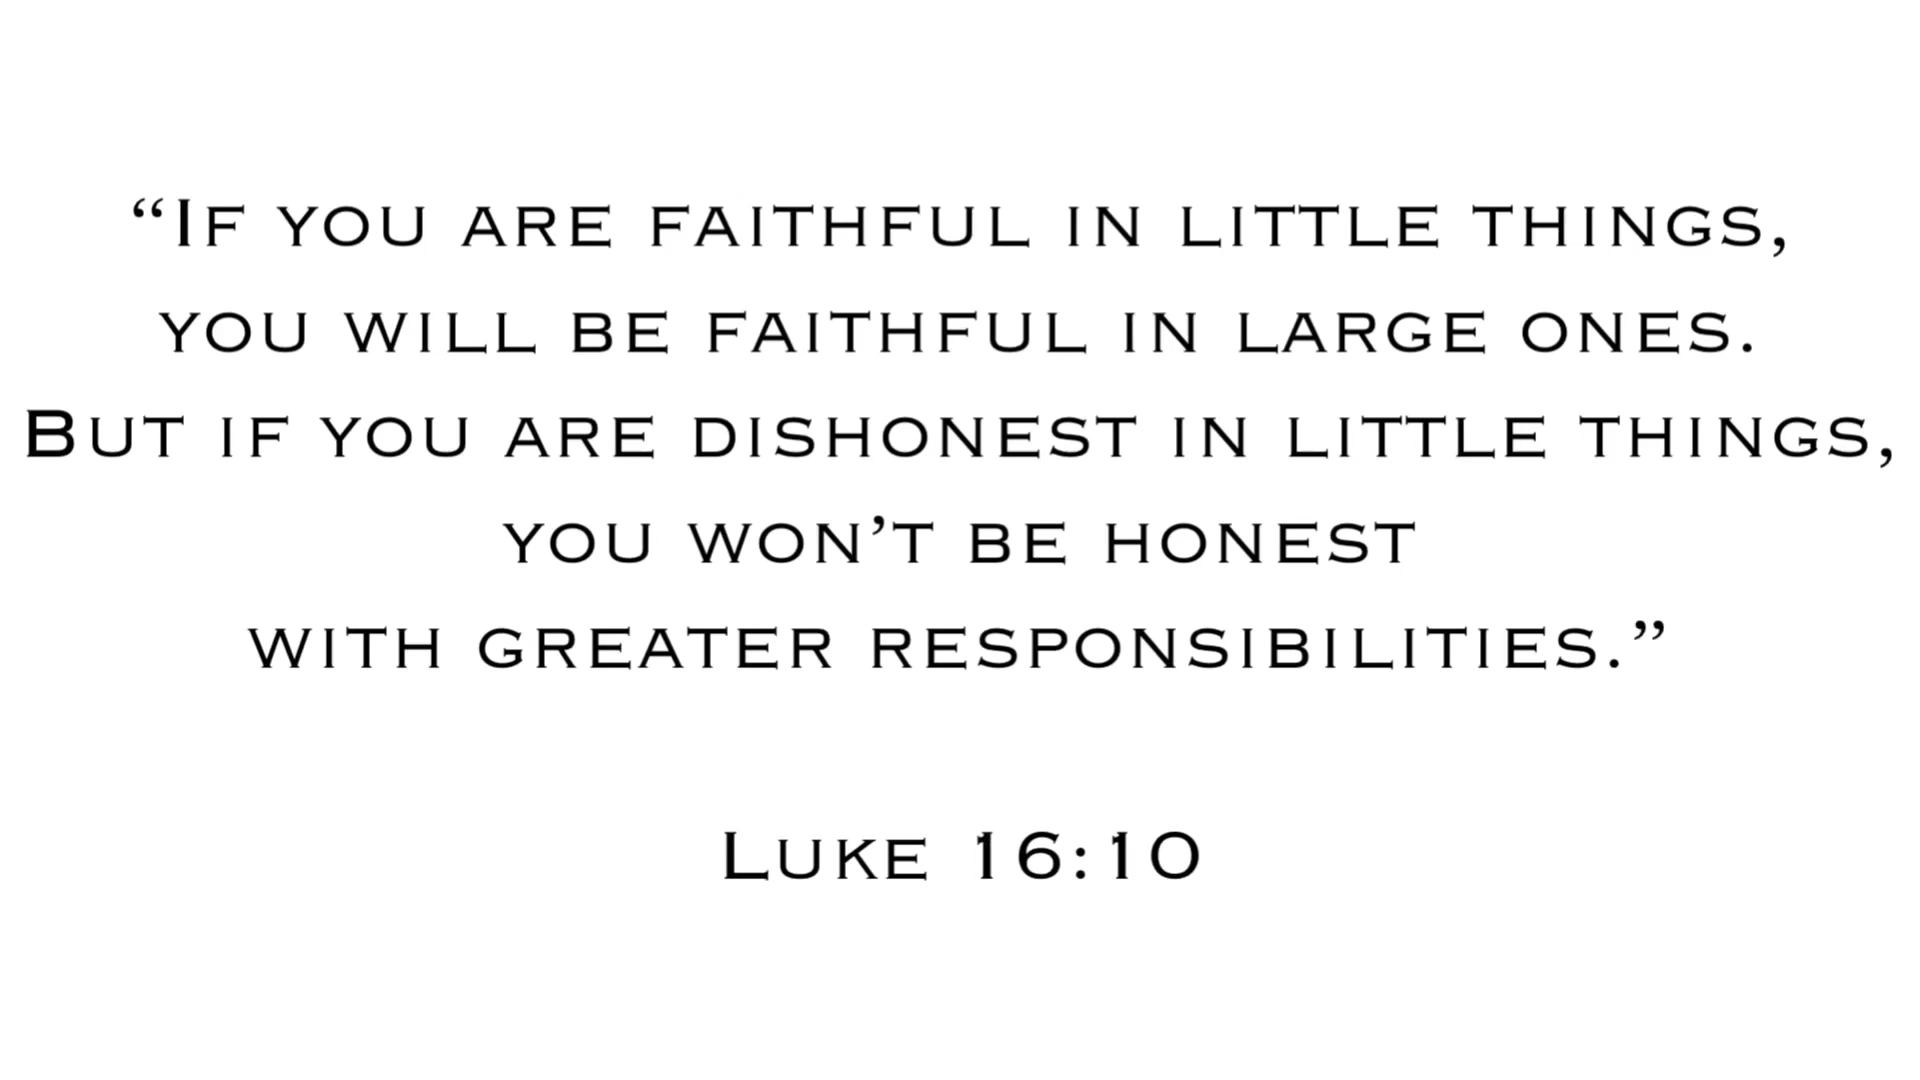 “If you are faithful in little things,
you will be faithful in large ones.
But if you are dishonest in little things,
you won’t be honest
with greater responsibilities.”
Luke 16:10